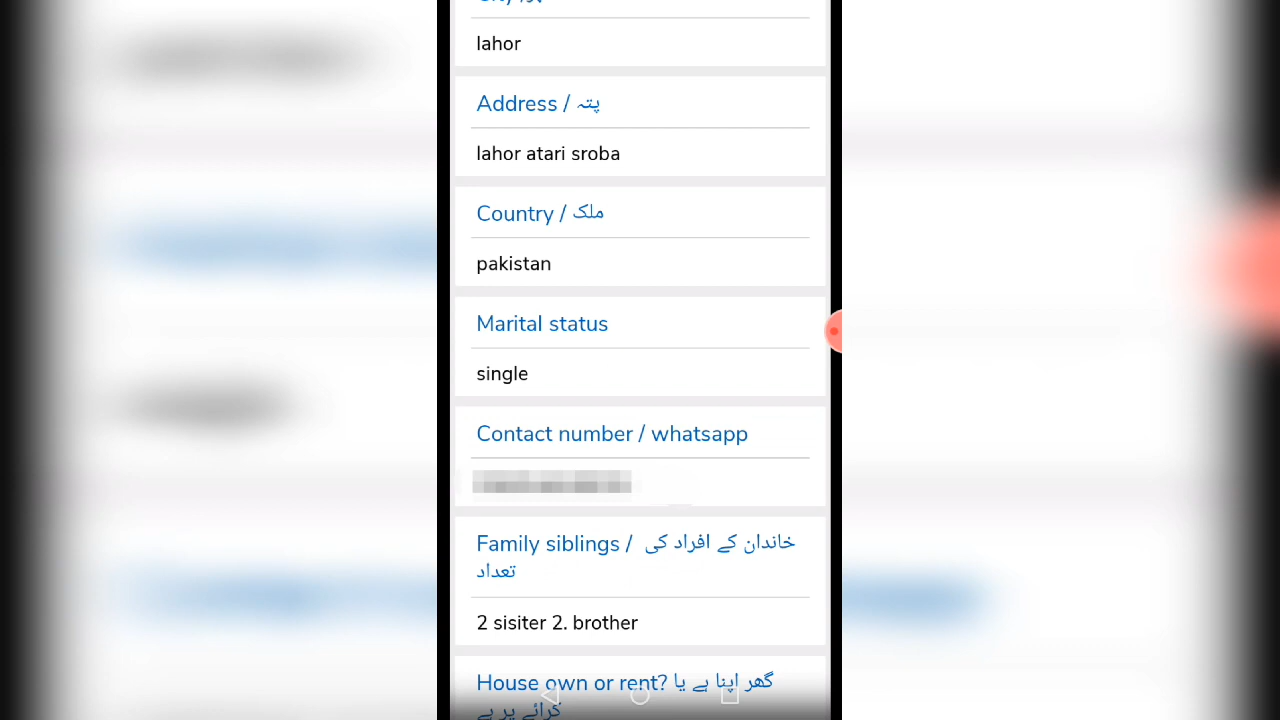 lahor
Address / پتہ
lahor atari sroba
Country / ملک
pakistan
Marital status
single
Contact number / whatsapp
Family siblings / خاندان کے افراد کی
تعداد
2 sisiter 2. brother
House own or rent? گھر اپنا ہے یا
کرائے پر ہے